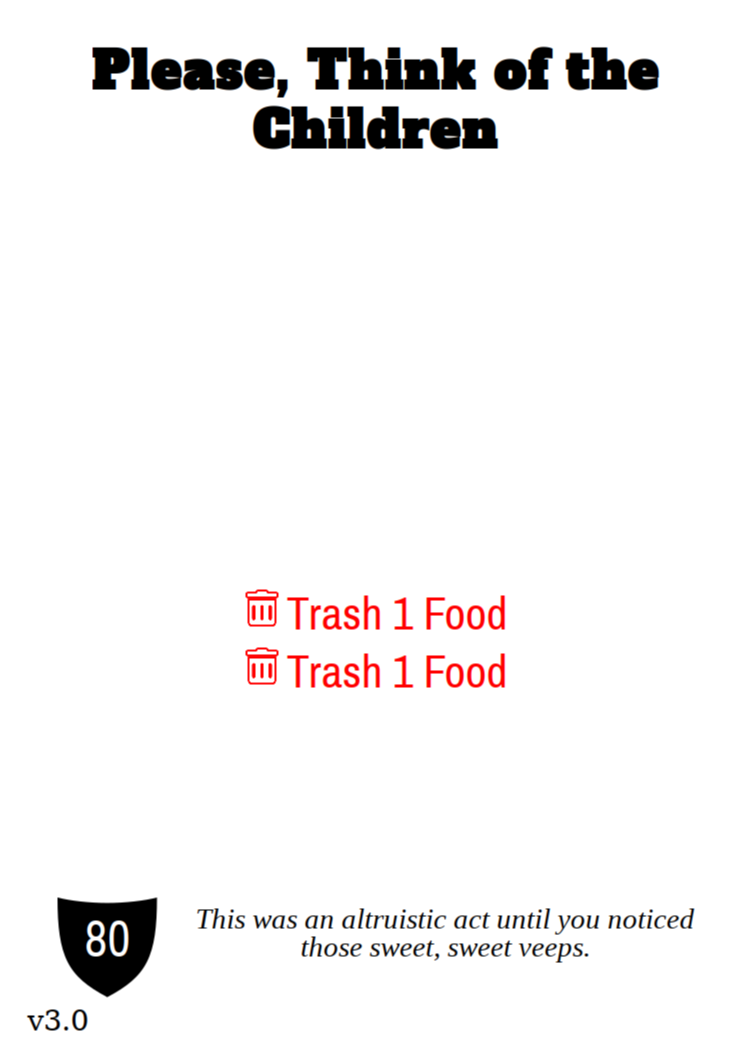 Please, Think of the
Children
Trash 1 Food
Trash 1 Food
80
This was an altruistic act until you noticed
those sweet, sweet veeps.
v3.0